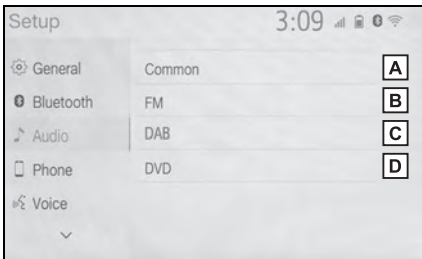 Setup 3:09
General
Common A
Bluetooth
FM B
Audio
DAB C
Phone
DVD D
Voice